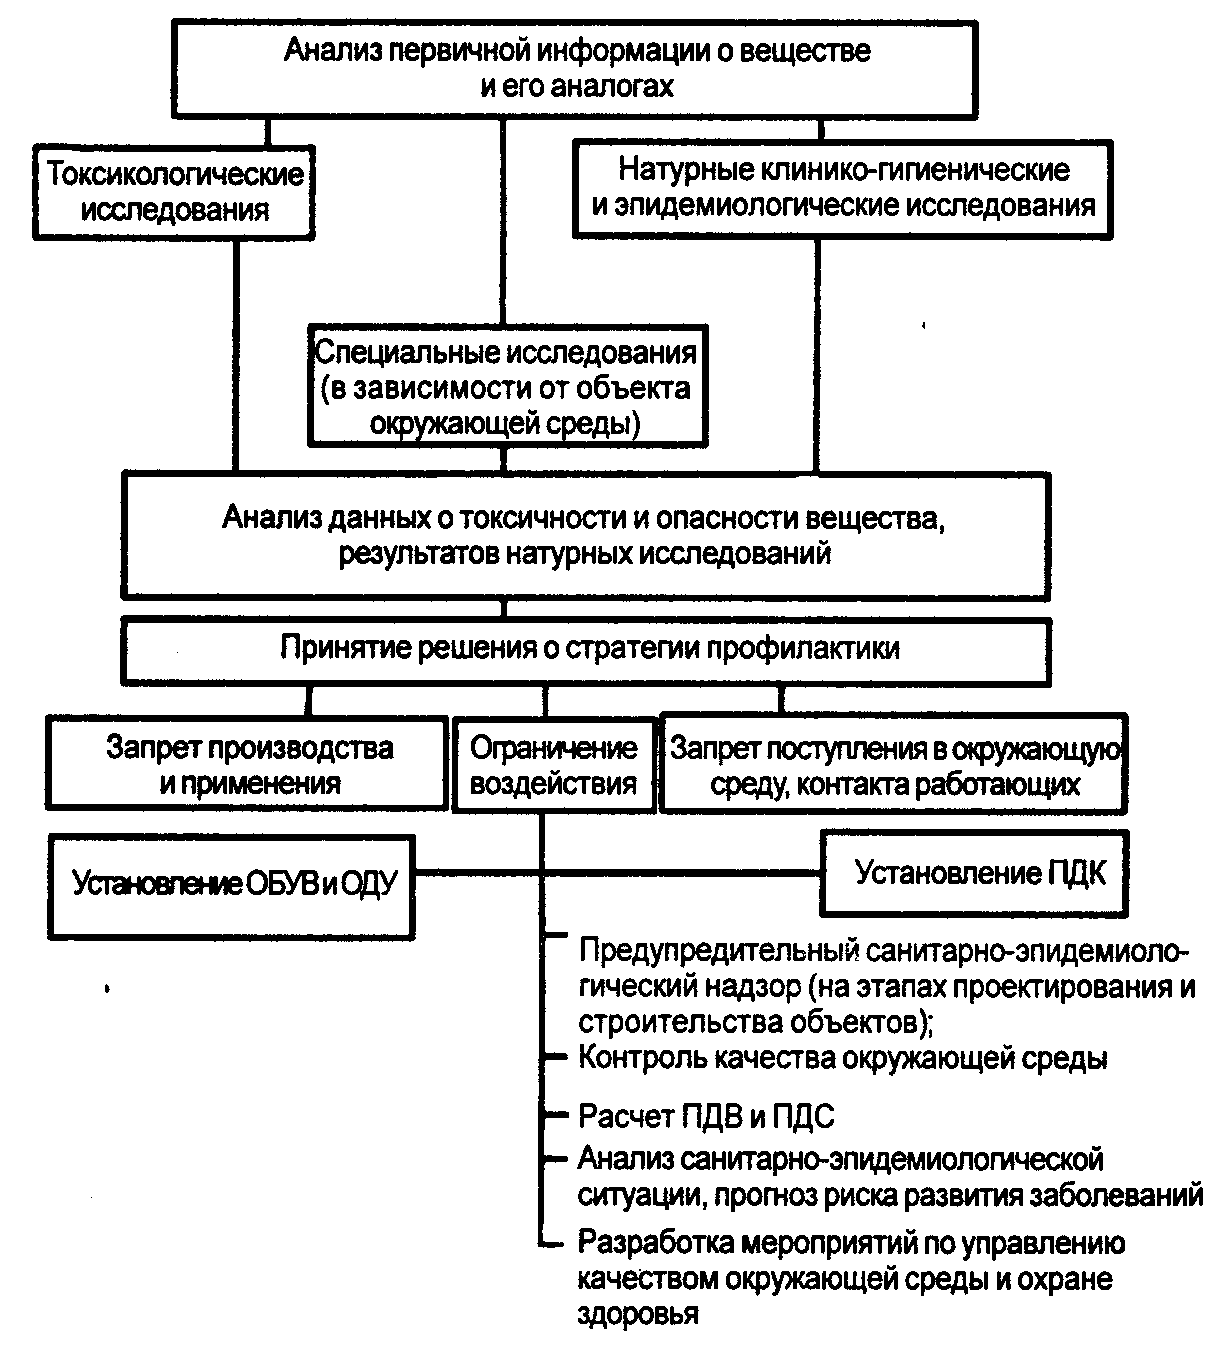 Анализ первичной информации о веществе
и его аналогах
Токсикологические
исследования
Натурные клинико-гигиенические
и эпидемиологические исследования
Специальные исследования
(в зависимости от объекта
окружающей среды)
Анализ данных о токсичности и опасности вещества,
результатов натурных исследований
Принятие решения о стратегии профилактики
Запрет производства
и применения
Ограничение
воздействия
Запрет поступления в окружающую
среду, контакта работающих
Установление ОБУВ и ОДУ
Установление ПДК
Предупредительный санитарно-эпидемиоло-
гический надзор (на этапах проектирования и
строительства объектов);
Контроль качества окружающей среды
Расчет ПДВ и ПДС
Анализ санитарно-эпидемиологической
ситуации, прогноз риска развития заболеваний
Разработка мероприятий по управлению
качеством окружающей среды и охране
здоровья